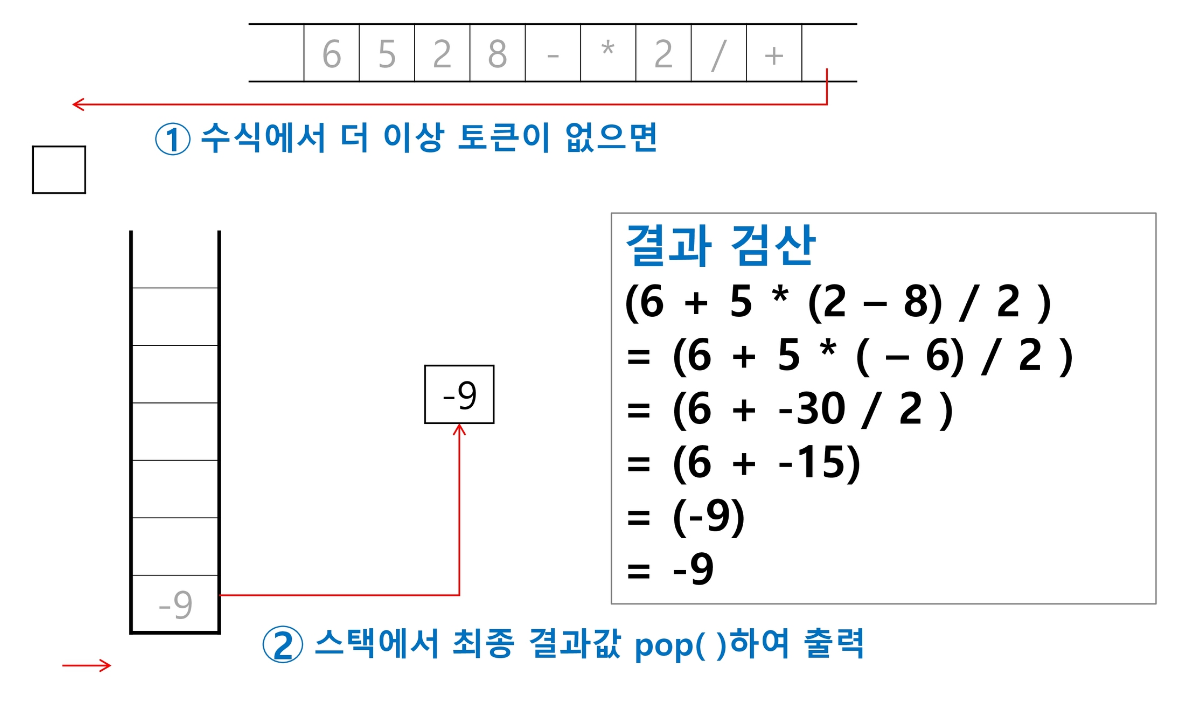 6 5 2 8 - * 2 / +
① 수식에서 더 이상 토큰이 없으면
결과 검산
(6 + 5 * (2 – 8) / 2 )
= (6 + 5 * ( – 6) / 2 )
= (6 + -30 / 2 )
= (6 + -15)
= (-9)
= -9
-9
-9
② 스택에서 최종 결과값 pop( )하여 출력